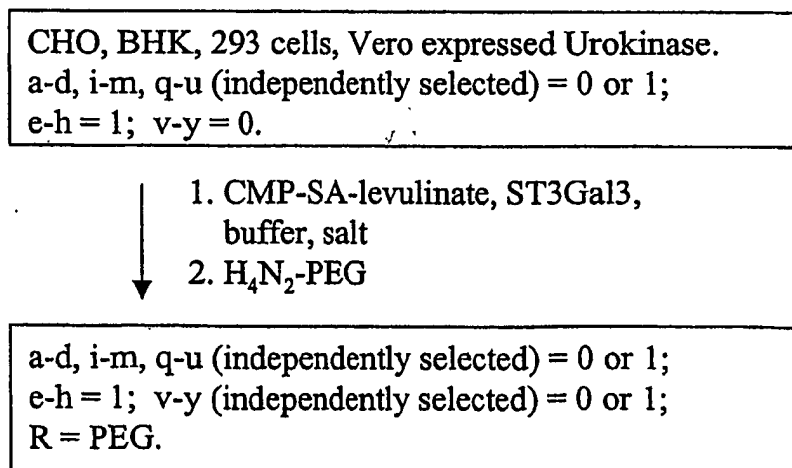 CHO, BHK, 293 cells, Vero expressed Urokinase.
a-d, i-m, q-u (independently selected) = 0 or 1;
e-h = 1; v-y = 0.
1. CMP-SA-levulinate, ST3Gal3,
buffer, salt
2. H₄N₂-PEG
a-d, i-m, q-u (independently selected) = 0 or 1;
e-h = 1; v-y (independently selected) = 0 or 1;
R = PEG.